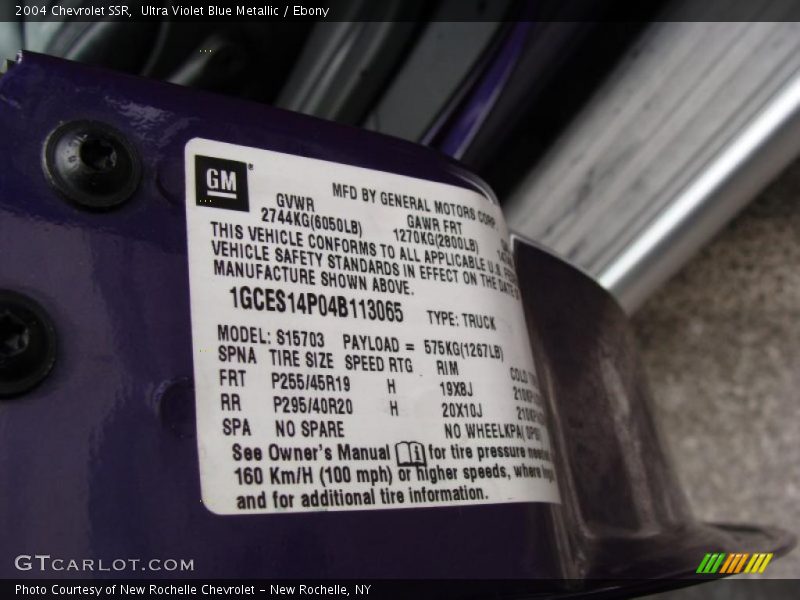 2004 Chevrolet SSR, Ultra Violet Blue Metallic / Ebony
GM
MFD BY GENERAL MOTORS CORP.
GVWR GAWR FRT
2744KG(6050LB) 1270KG(2800LB)
THIS VEHICLE CONFORMS TO ALL APPLICABLE U.S.
VEHICLE SAFETY STANDARDS IN EFFECT ON THE DATE
MANUFACTURE SHOWN ABOVE.
1GCES14P04B113065 TYPE: TRUCK
MODEL: S15703 PAYLOAD = 575KG(1267LB)
SPNA TIRE SIZE SPEED RTG RIM COLD
FRT P255/45R19 H 19X8J
RR P295/40R20 H 20X10J
SPA NO SPARE NO WHEELKPA(
See Owner's Manual for tire pressure
160 Km/H (100 mph) or higher speeds, where
and for additional tire information.
GTCARLOT.COM
Photo Courtesy of New Rochelle Chevrolet - New Rochelle, NY